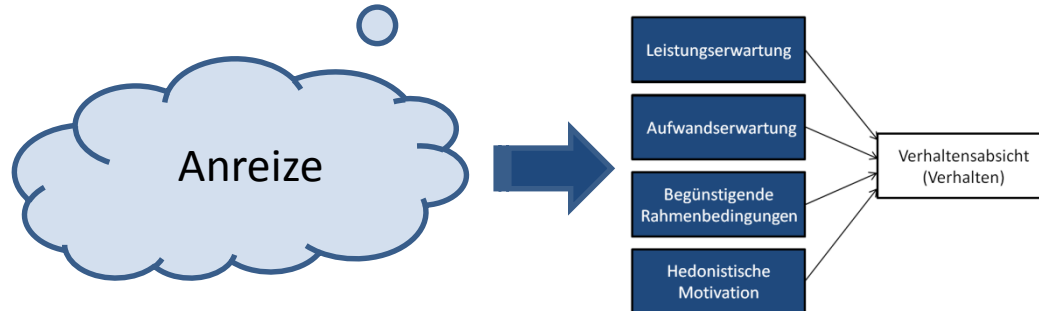 Anreize
Leistungserwartung
Aufwandserwartung
Begünstigende
Rahmenbedingungen
Hedonistische
Motivation
Verhaltensabsicht
(Verhalten)